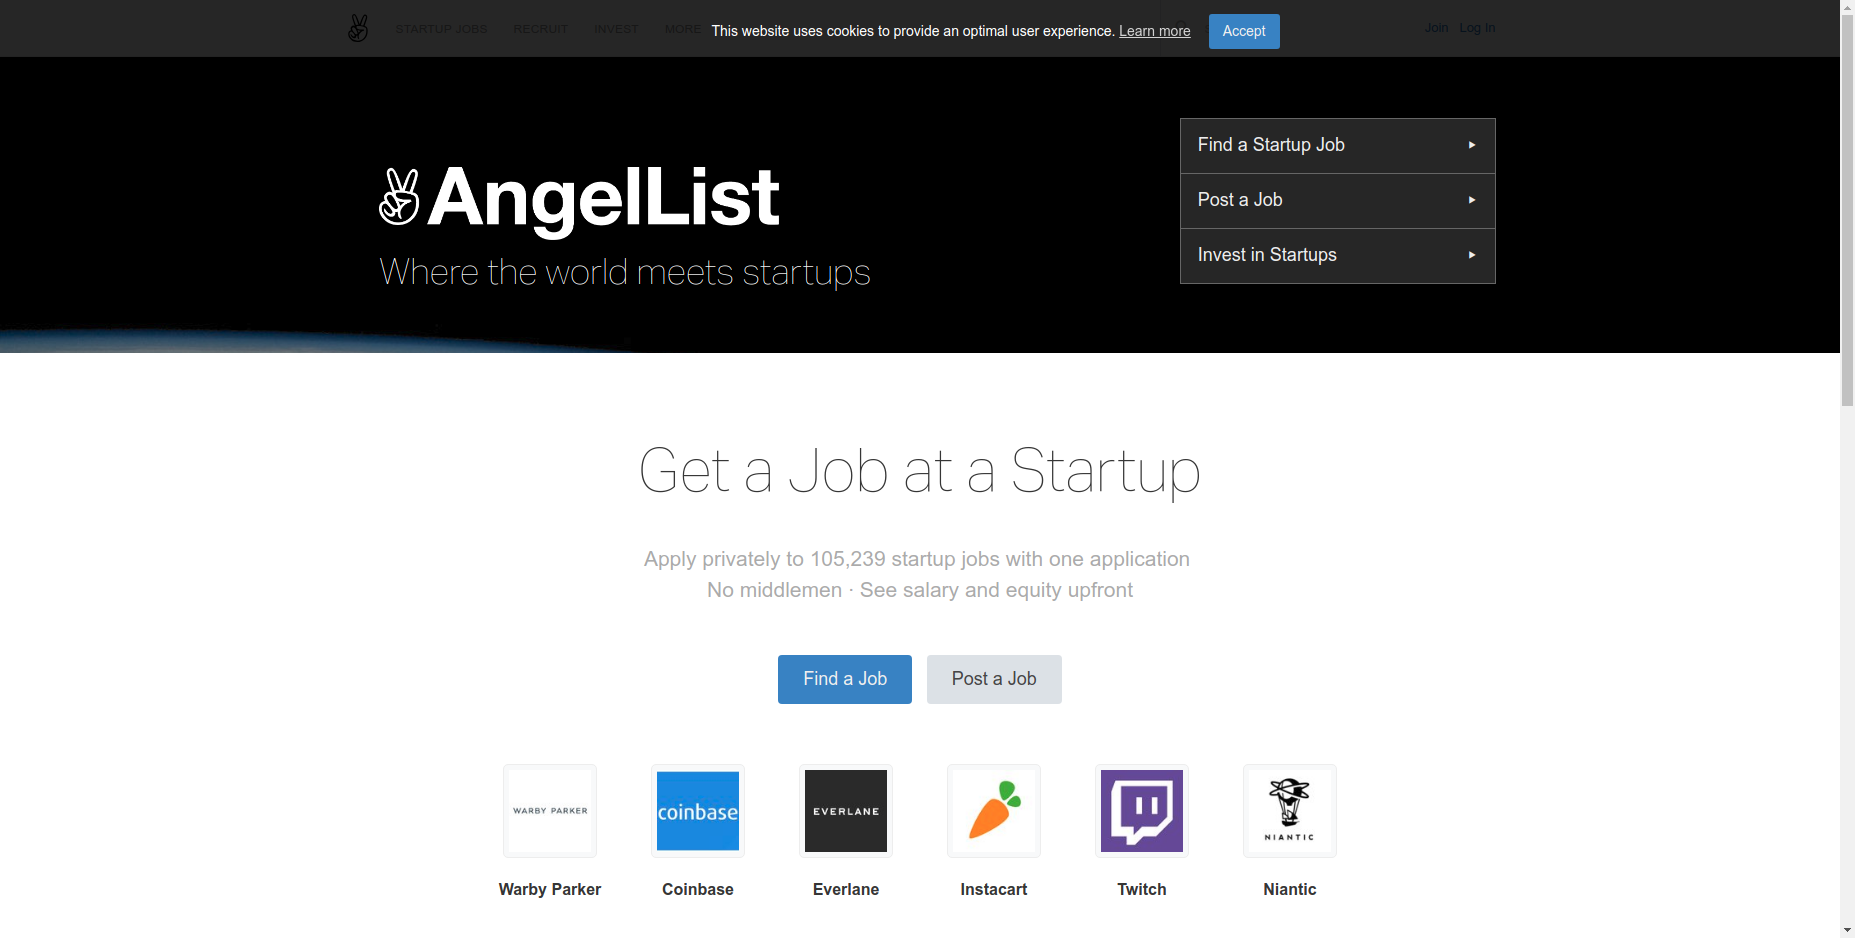 STARTUP JOBS RECRUIT INVEST MORE
This website uses cookies to provide an optimal user experience. Learn more Accept
Join Log In
AngelList
Where the world meets startups
Find a Startup Job
Post a Job
Invest in Startups
Get a Job at a Startup
Apply privately to 105,239 startup jobs with one application
No middlemen · See salary and equity upfront
Find a Job Post a Job
WARBY PARKER coinbase EVERLANE NIANTIC
Warby Parker Coinbase Everlane Instacart Twitch Niantic